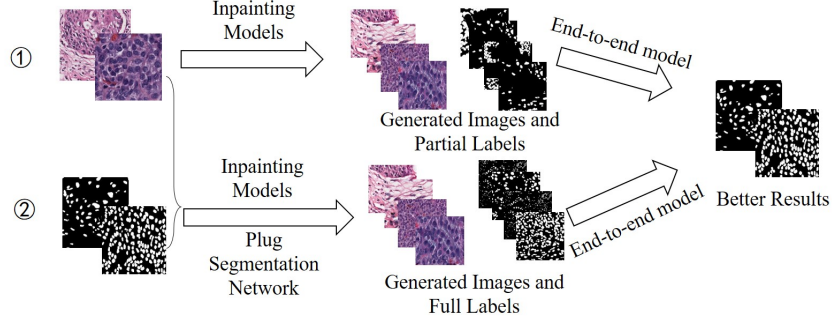 ①
Inpainting
Models
Generated Images and
Partial Labels
End-to-end model
②
Inpainting
Models
Plug
Segmentation
Network
Generated Images and
Full Labels
End-to-end model
Better Results